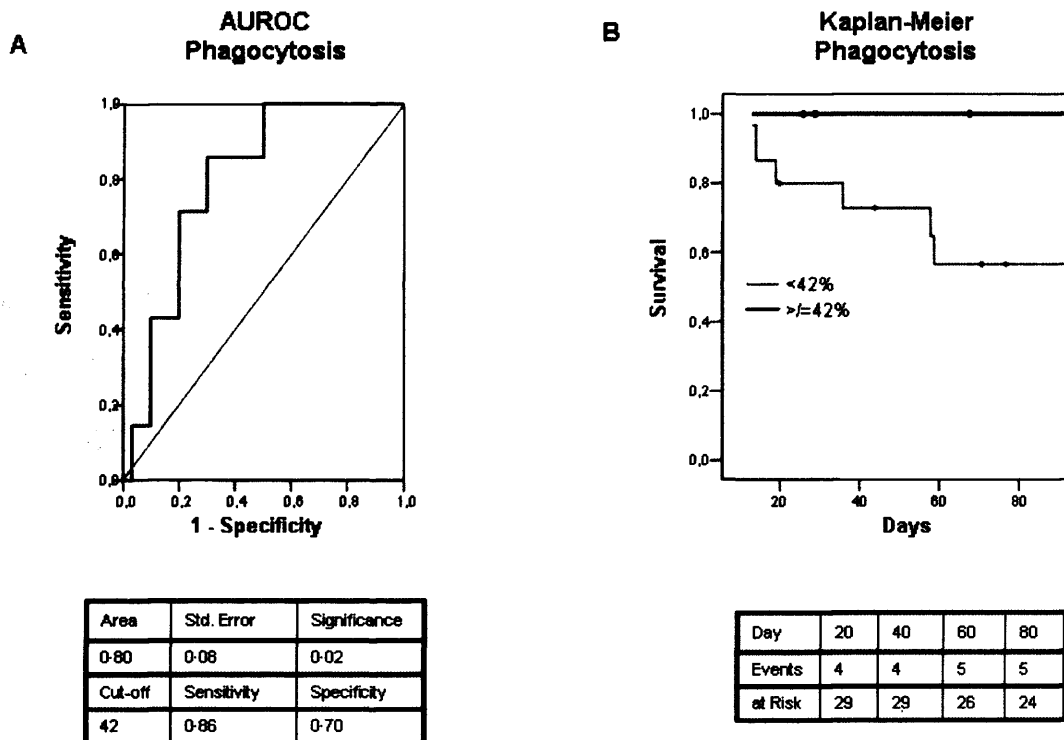 A
AUROC
Phagocytosis
1,0
0,8
0,6
0,4
0,2
0,0
Sensitivity
0,0 0,2 0,4 0,6 0,8 1,0
1 - Specificity
Area Std. Error Significance
0·80 0·08 0·02
Cut-off Sensitivity Specificity
42 0·86 0·70
B
Kaplan-Meier
Phagocytosis
1,0
0,8
0,6
0,4
0,2
0,0
Survival
<42%
>/=42%
20 40 60 80
Days
Day 20 40 60 80
Events 4 4 5 5
at Risk 29 29 26 24